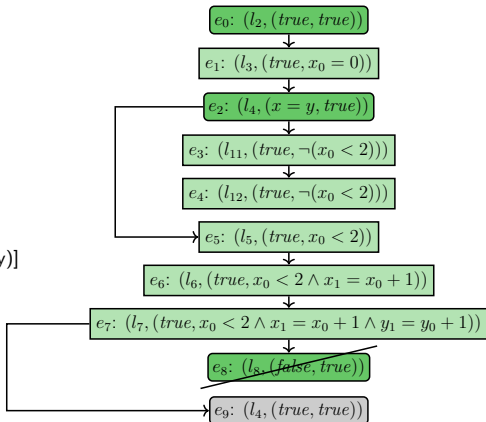 e₀: (l₂, (true, true))
e₁: (l₃, (true, x₀ = 0))
e₂: (l₄, (x = y, true))
e₃: (l₁₁, (true, ¬(x₀ < 2)))
e₄: (l₁₂, (true, ¬(x₀ < 2)))
e₅: (l₅, (true, x₀ < 2))
y)]
e₆: (l₆, (true, x₀ < 2 ∧ x₁ = x₀ + 1))
e₇: (l₇, (true, x₀ < 2 ∧ x₁ = x₀ + 1 ∧ y₁ = y₀ + 1))
e₈: (l₈, (false, true))
e₉: (l₄, (true, true))